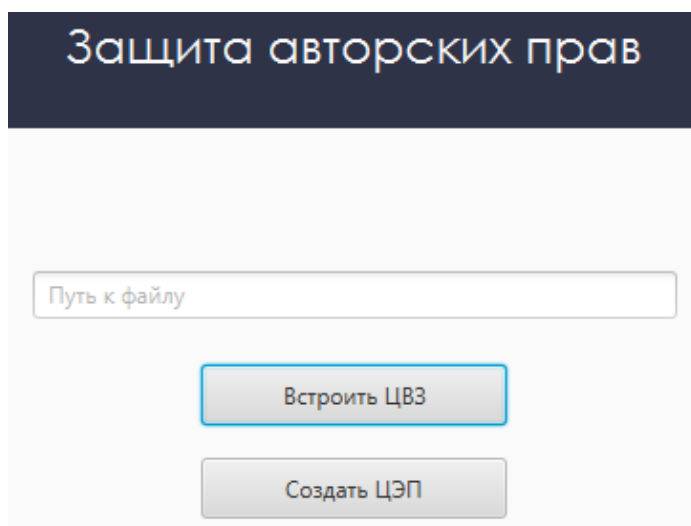 Защита авторских прав
Путь к файлу
Встроить ЦВЗ
Создать ЦЭП